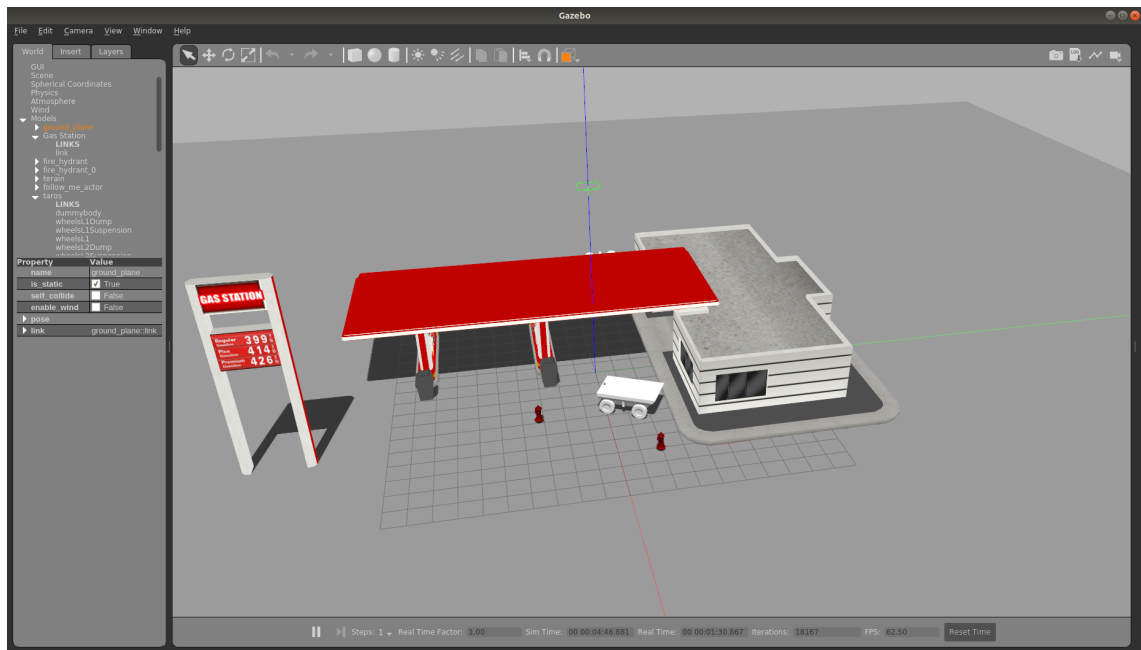 Gazebo
File Edit Camera View Window Help
World Insert Layers
GUI
Scene
Spherical Coordinates
Physics
Atmosphere
Wind
Models
ground_plane
Gas Station
LINKS
link
fire_hydrant
fire_hydrant_0
terain
follow_me_actor
taros
LINKS
dummybody
wheelsL1Dump
wheelsL1Suspension
wheelsL1
wheelsL2Dump
wheelsL2Suspension
Property Value
name ground_plane
is_static True
self_collide False
enable_wind False
pose
link ground_plane::link
GAS STATION
Regular 399
Plus 414
Premium 426
Steps: 1 Real Time Factor: 1.00 Sim Time: 00 00:04:46.881 Real Time: 00 00:01:30.867 Iterations: 18167 FPS: 62.50 Reset Time